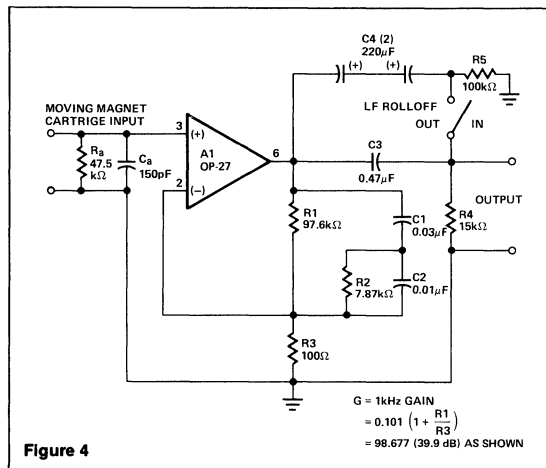 C4 (2)
220μF
(+) (+)
R5
100kΩ
LF ROLLOFF
OUT IN
MOVING MAGNET
CARTRIGE INPUT
Ra
47.5
kΩ
Ca
150pF
3
(+)
A1
OP-27
2
(−)
6
C3
0.47μF
OUTPUT
R1
97.6kΩ
C1
0.03μF
R4
15kΩ
R2
7.87kΩ
C2
0.01μF
R3
100Ω
G = 1kHz GAIN
= 0.101 (1 + R1/R3)
= 98.677 (39.9 dB) AS SHOWN
Figure 4